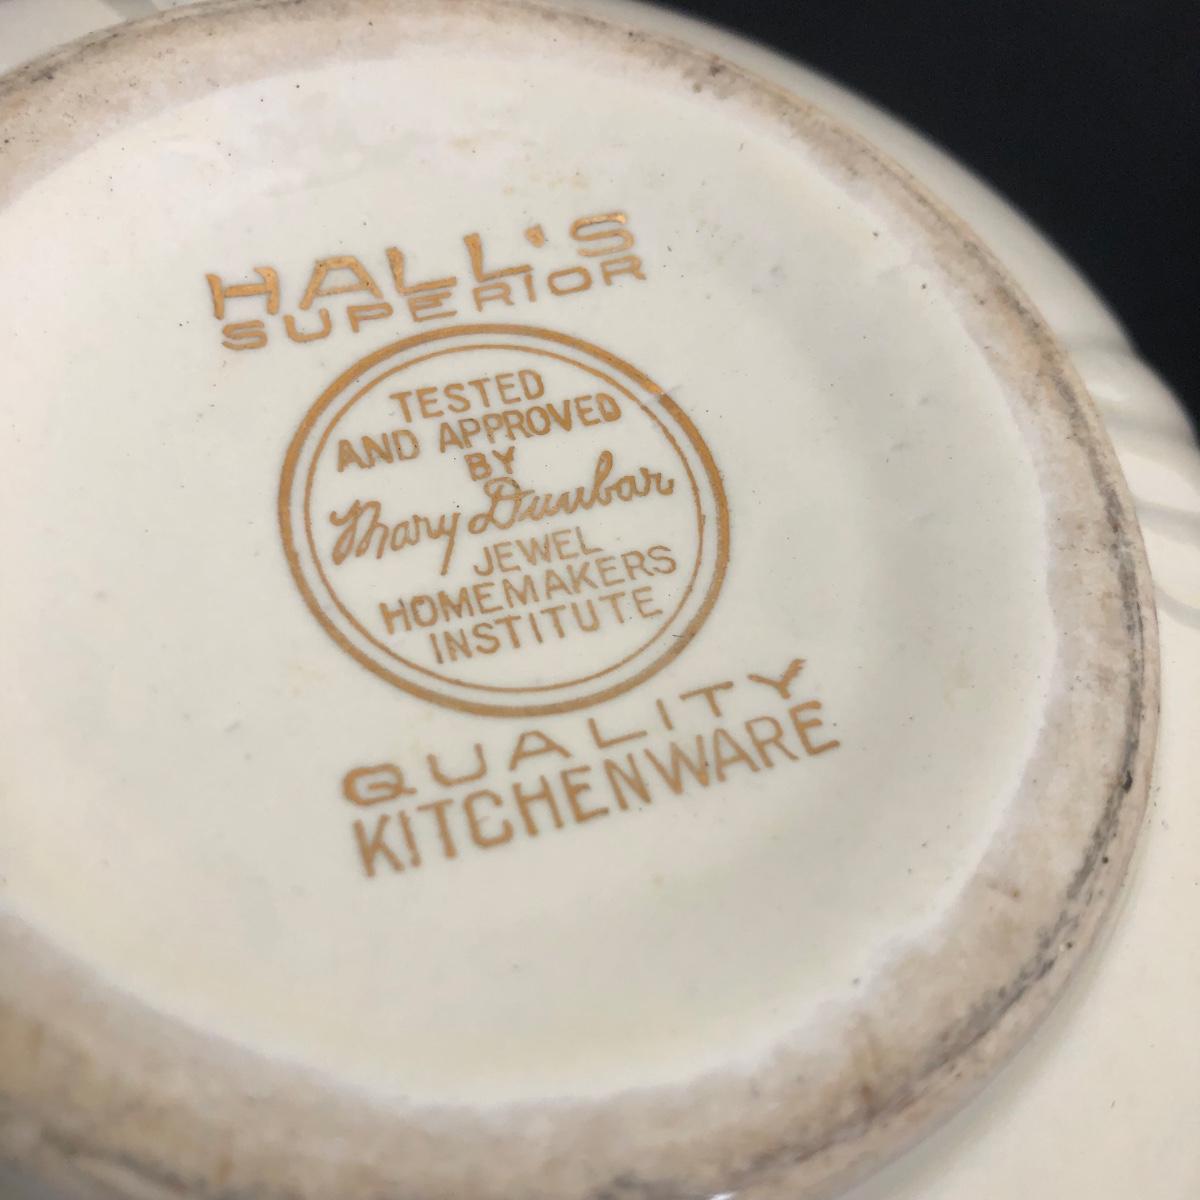 HALL'S
SUPERIOR
TESTED
AND APPROVED
BY
Mary Dunbar
JEWEL
HOMEMAKERS
INSTITUTE
QUALITY
KITCHENWARE